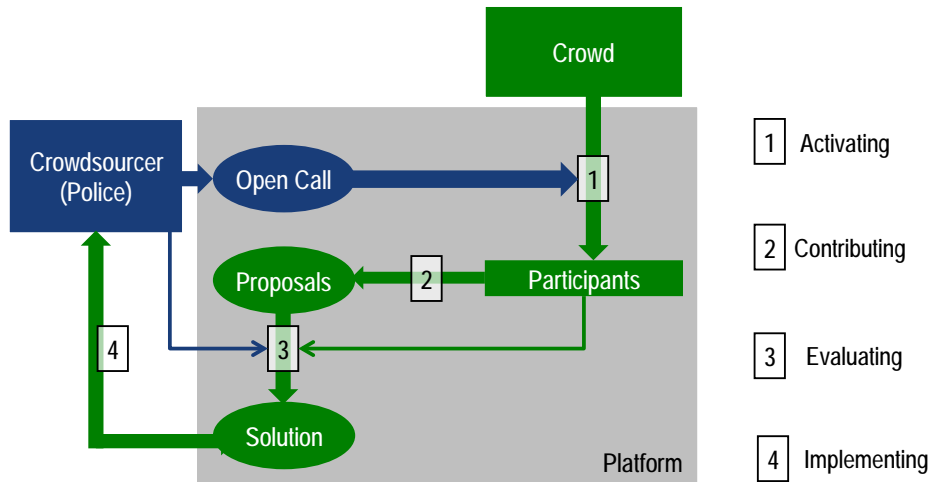 Crowd
Crowdsourcer
(Police)
Open Call
1
1 Activating
Proposals
2
Participants
2 Contributing
4
3
3 Evaluating
Solution
Platform
4 Implementing